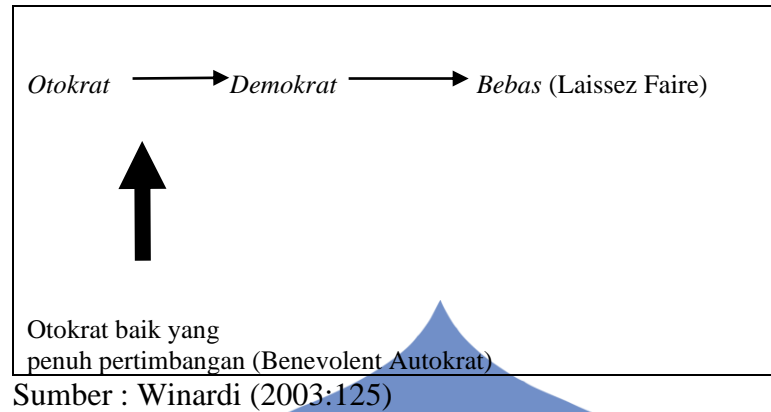 Otokrat Demokrat Bebas (Laissez Faire)
Otokrat baik yang
penuh pertimbangan (Benevolent Autokrat)
Sumber : Winardi (2003:125)